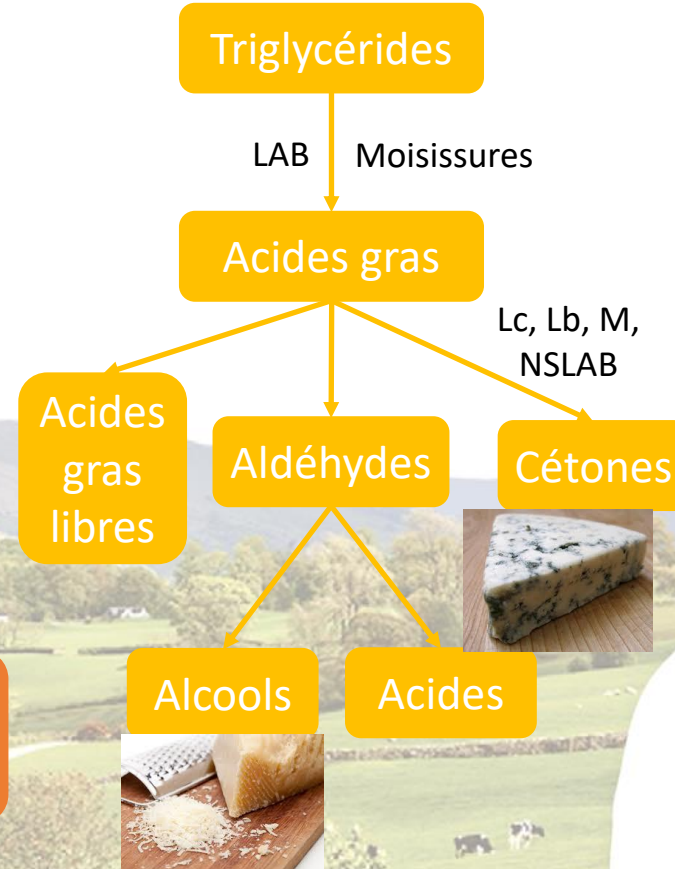 Triglycérides
LAB
Moisissures
Acides gras
Lc, Lb, M,
NSLAB
Acides
gras
libres
Aldéhydes
Cétones
Alcools
Acides